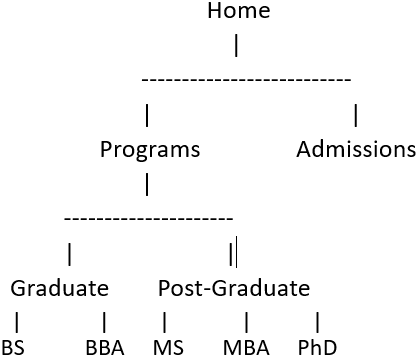 Home
|
--------------------------
| |
Programs Admissions
|
---------------------
| |
Graduate Post-Graduate
| | | | |
BS BBA MS MBA PhD